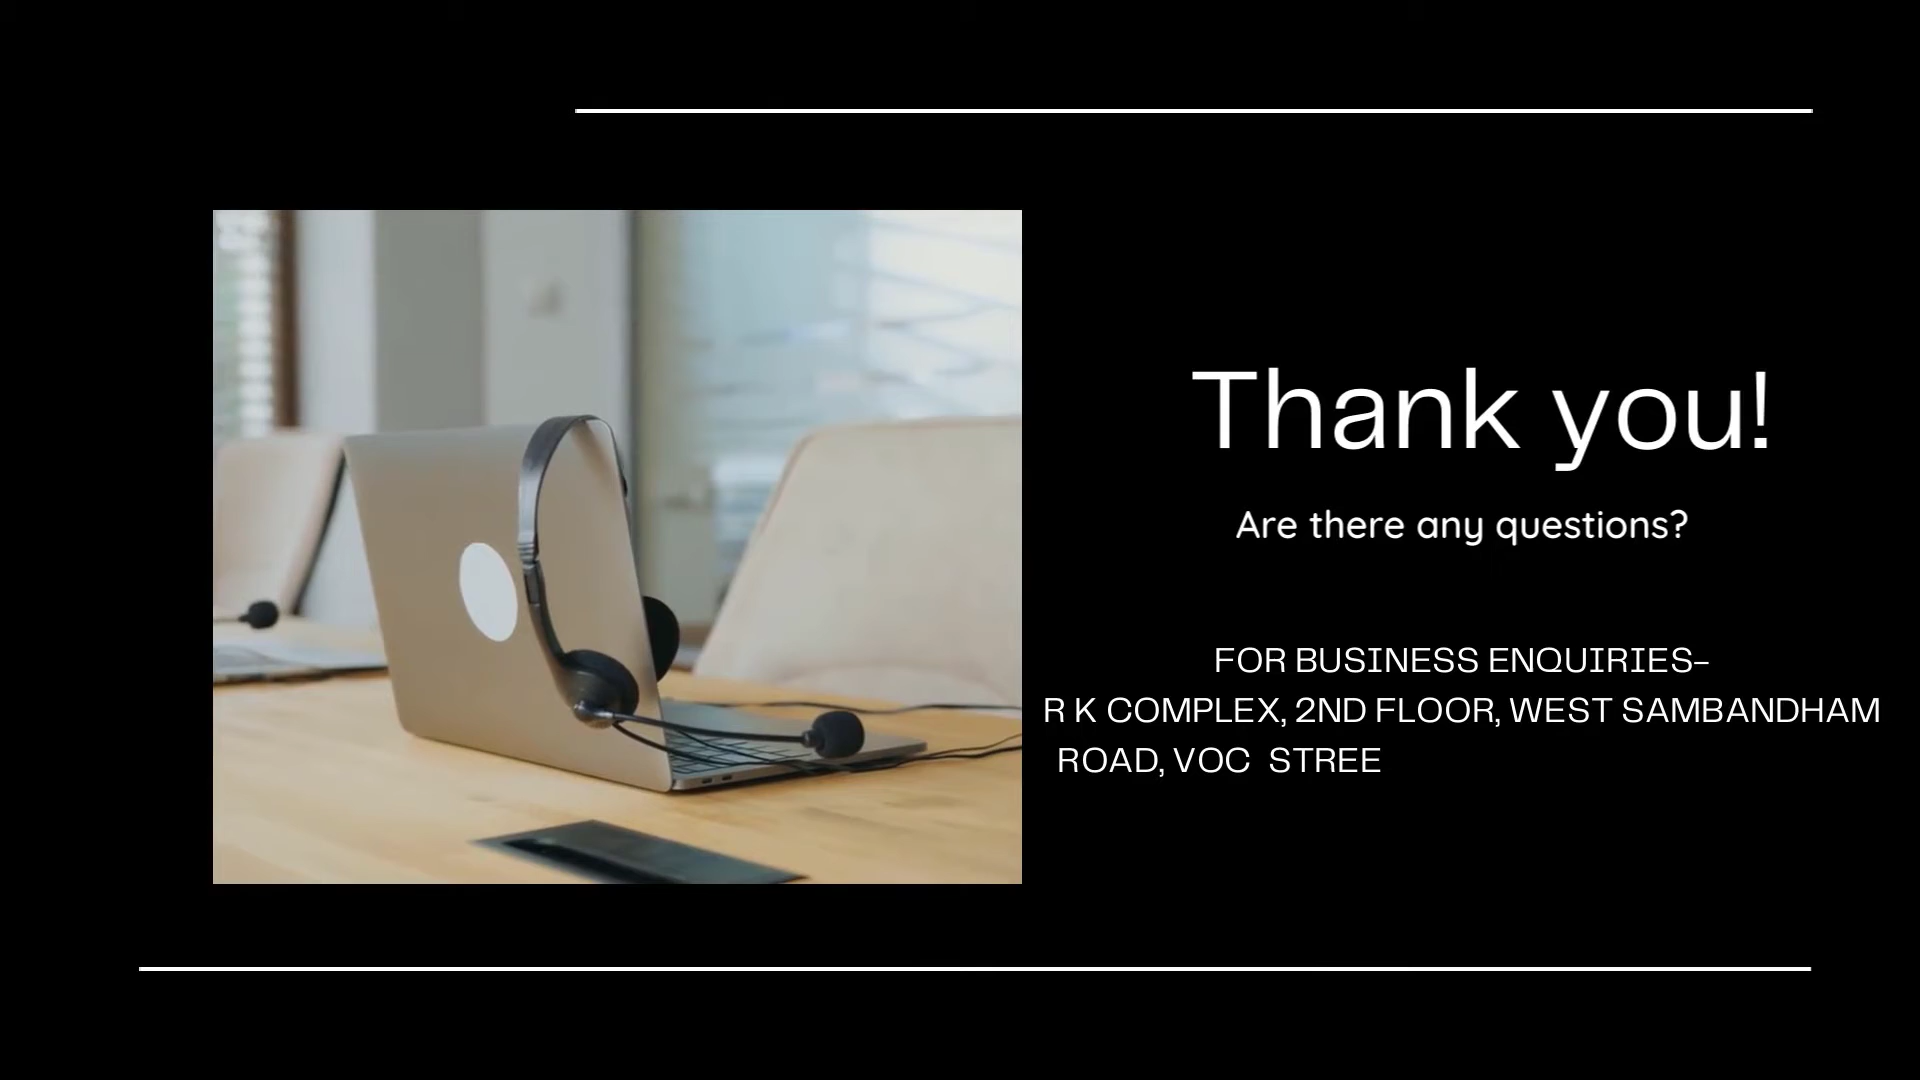 Thank you!
Are there any questions?
FOR BUSINESS ENQUIRIES–
R K COMPLEX, 2ND FLOOR, WEST SAMBANDHAM
ROAD, VOC STREE